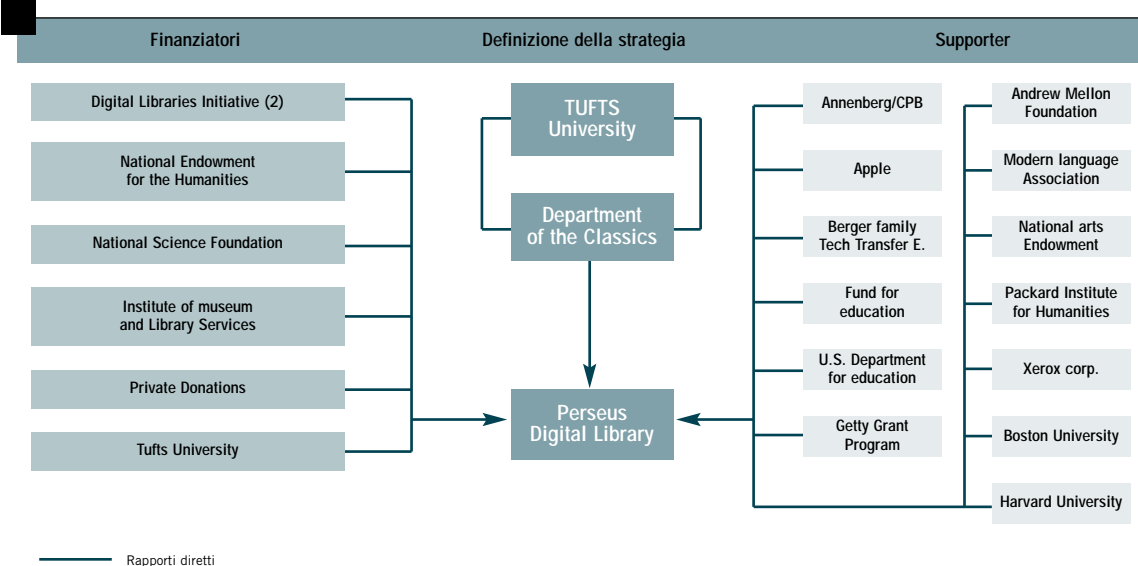 Finanziatori
Definizione della strategia
Supporter
Digital Libraries Initiative (2)
National Endowment
for the Humanities
National Science Foundation
Institute of museum
and Library Services
Private Donations
Tufts University
TUFTS
University
Department
of the Classics
Perseus
Digital Library
Annenberg/CPB
Apple
Berger family
Tech Transfer E.
Fund for
education
U.S. Department
for education
Getty Grant
Program
Andrew Mellon
Foundation
Modern language
Association
National arts
Endowment
Packard Institute
for Humanities
Xerox corp.
Boston University
Harvard University
Rapporti diretti